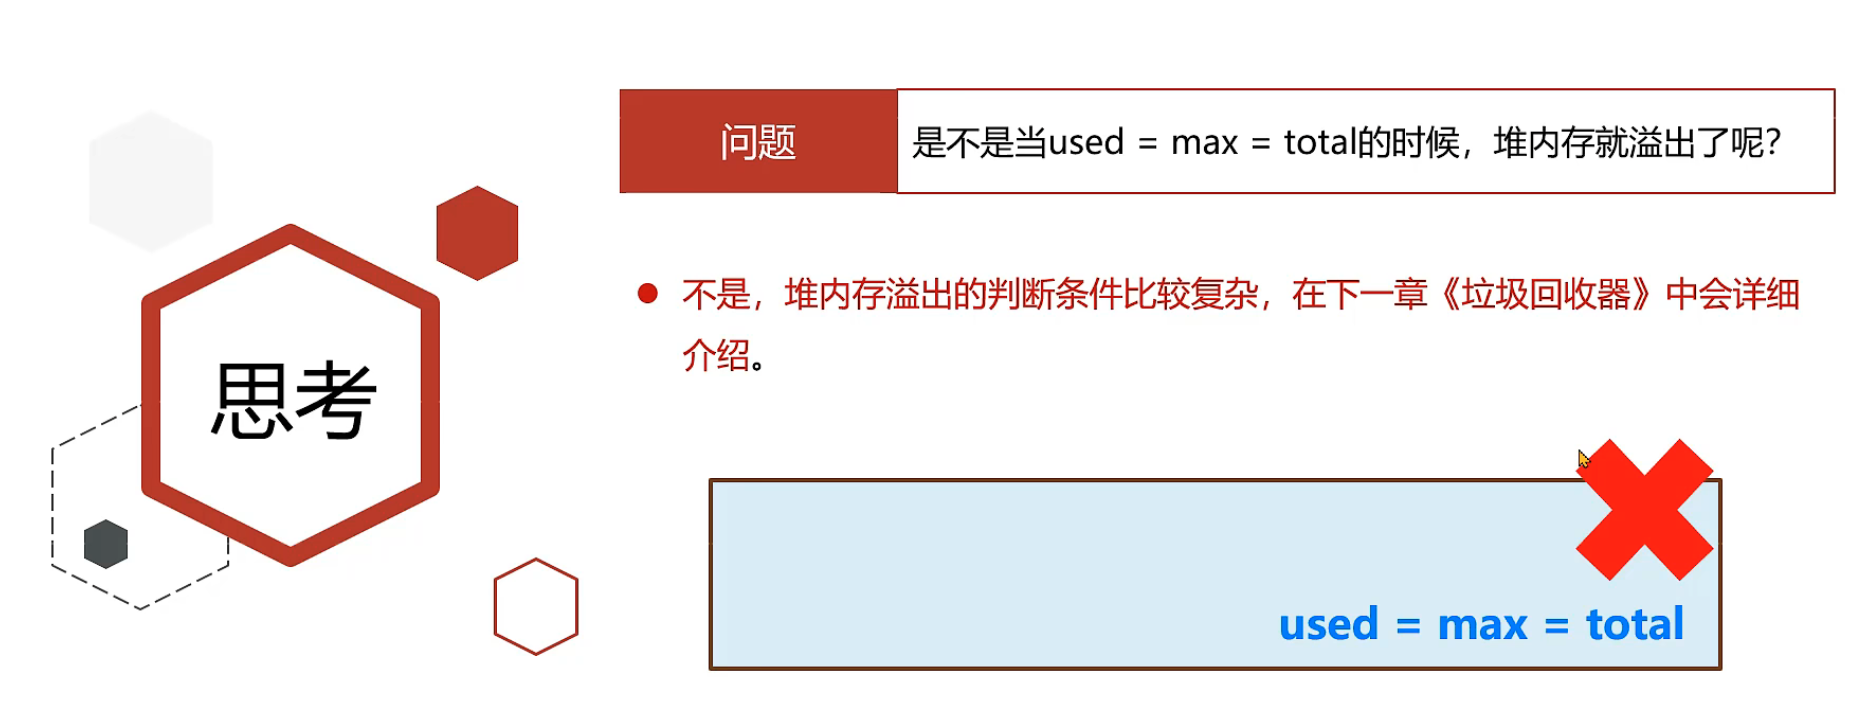 思考
问题
是不是当used = max = total的时候，堆内存就溢出了呢？
不是，堆内存溢出的判断条件比较复杂，在下一章《垃圾回收器》中会详细
介绍。
used = max = total